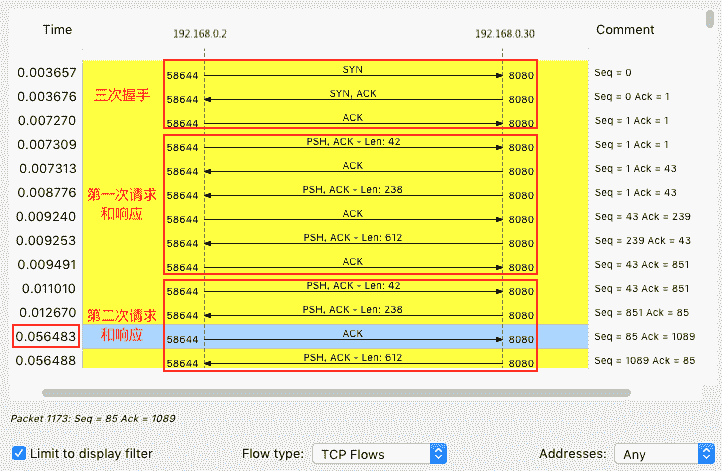 Time 192.168.0.2 192.168.0.30 Comment
0.003657 58644 SYN 8080 Seq = 0
0.003676 三次握手 58644 SYN, ACK 8080 Seq = 0 Ack = 1
0.007270 58644 ACK 8080 Seq = 1 Ack = 1
0.007309 58644 PSH, ACK - Len: 42 8080 Seq = 1 Ack = 1
0.007313 58644 ACK 8080 Seq = 1 Ack = 43
0.008776 第一次请求 58644 PSH, ACK - Len: 238 8080 Seq = 1 Ack = 43
0.009240 和响应 58644 ACK 8080 Seq = 43 Ack = 239
0.009253 58644 PSH, ACK - Len: 612 8080 Seq = 239 Ack = 43
0.009491 58644 ACK 8080 Seq = 43 Ack = 851
0.011010 58644 PSH, ACK - Len: 42 8080 Seq = 43 Ack = 851
0.012670 第二次请求 58644 PSH, ACK - Len: 238 8080 Seq = 851 Ack = 85
0.056483 和响应 58644 ACK 8080 Seq = 85 Ack = 1089
0.056488 58644 PSH, ACK - Len: 612 8080 Seq = 1089 Ack = 85
Packet 1173: Seq = 85 Ack = 1089
Limit to display filter Flow type: TCP Flows Addresses: Any